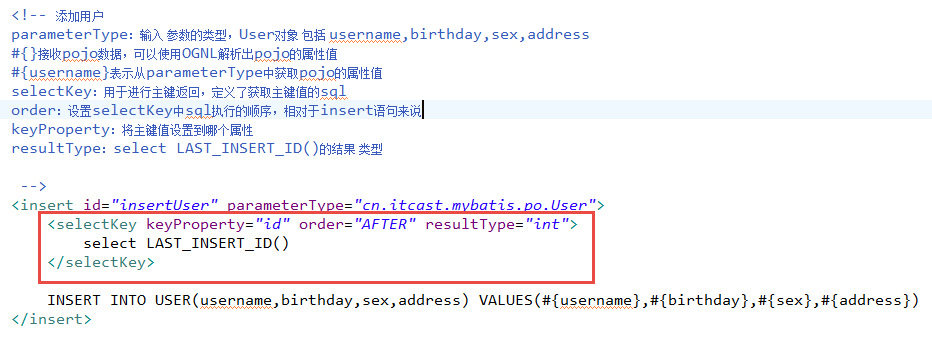 <!-- 添加用户
parameterType：输入 参数的类型，User对象 包括 username,birthday,sex,address
#{}接收pojo数据，可以使用OGNL解析出pojo的属性值
#{username}表示从parameterType中获取pojo的属性值
selectKey：用于进行主键返回，定义了获取主键值的sql
order：设置selectKey中sql执行的顺序，相对于insert语句来说
keyProperty：将主键值设置到哪个属性
resultType：select LAST_INSERT_ID()的结果 类型
-->
<insert id="insertUser" parameterType="cn.itcast.mybatis.po.User">
<selectKey keyProperty="id" order="AFTER" resultType="int">
select LAST_INSERT_ID()
</selectKey>
INSERT INTO USER(username,birthday,sex,address) VALUES(#{username},#{birthday},#{sex},#{address})
</insert>